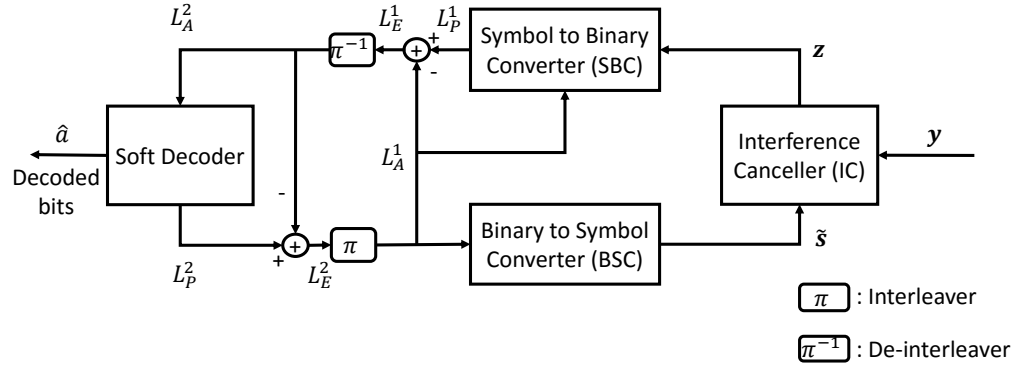 L_A^2
L_E^1
L_P^1
π^{-1}
+
+
-
Symbol to Binary
Converter (SBC)
z
â
Decoded
bits
Soft Decoder
L_A^1
Interference
Canceller (IC)
y
-
+
+
L_P^2
L_E^2
π
Binary to Symbol
Converter (BSC)
s̃
π : Interleaver
π^{-1} : De-interleaver